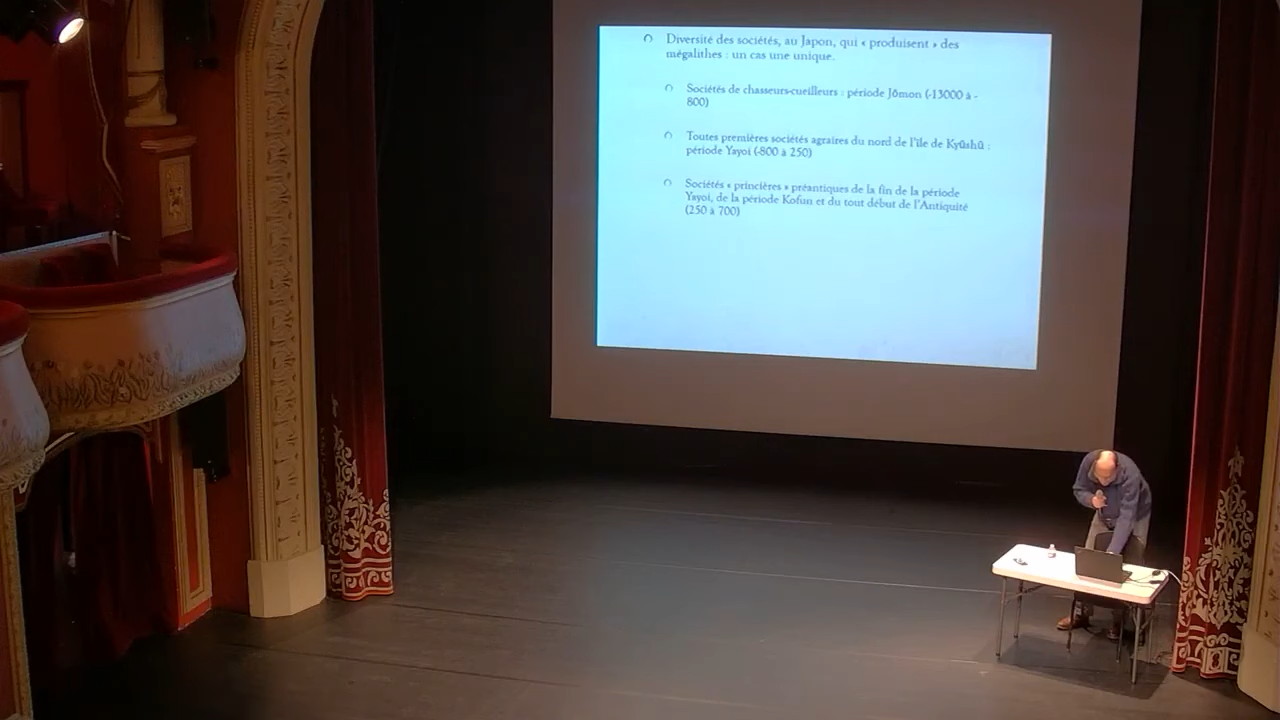 Diversité des sociétés, au Japon, qui « produisent » des
mégalithes : un cas une unique.
Sociétés de chasseurs-cueilleurs : période Jômon (-13000 à -
800)
Toutes premières sociétés agraires du nord de l'île de Kyûshû :
période Yayoi (-800 à 250)
Sociétés « princières » préantiques de la fin de la période
Yayoi, de la période Kofun et du tout début de l'Antiquité
(250 à 700)